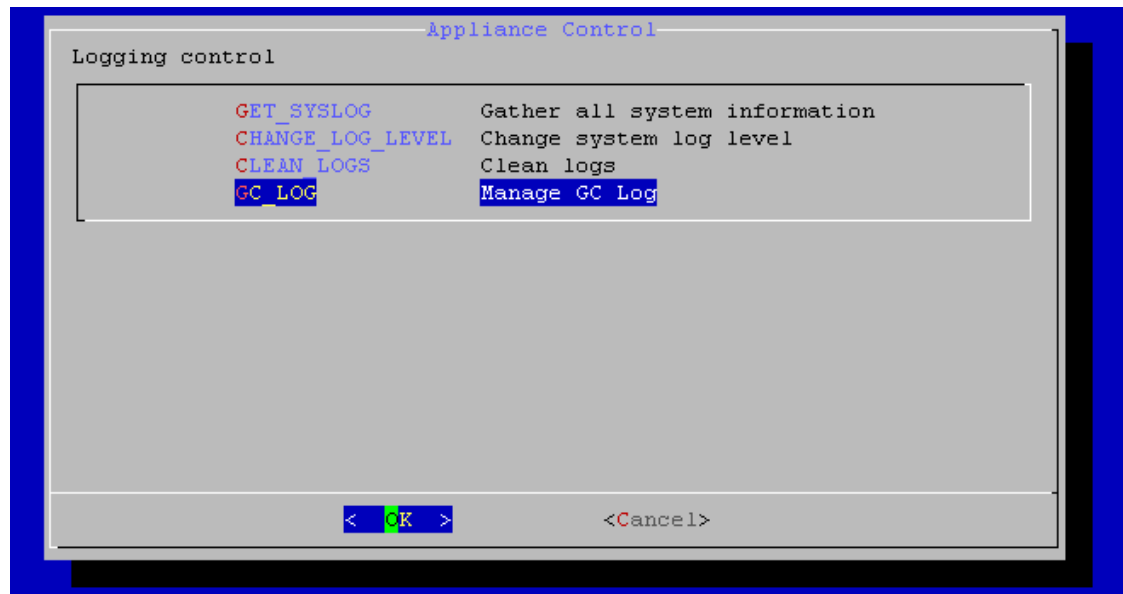 Appliance Control
Logging control
GET_SYSLOG Gather all system information
CHANGE_LOG_LEVEL Change system log level
CLEAN_LOGS Clean logs
GC_LOG Manage GC Log
< OK > <Cancel>